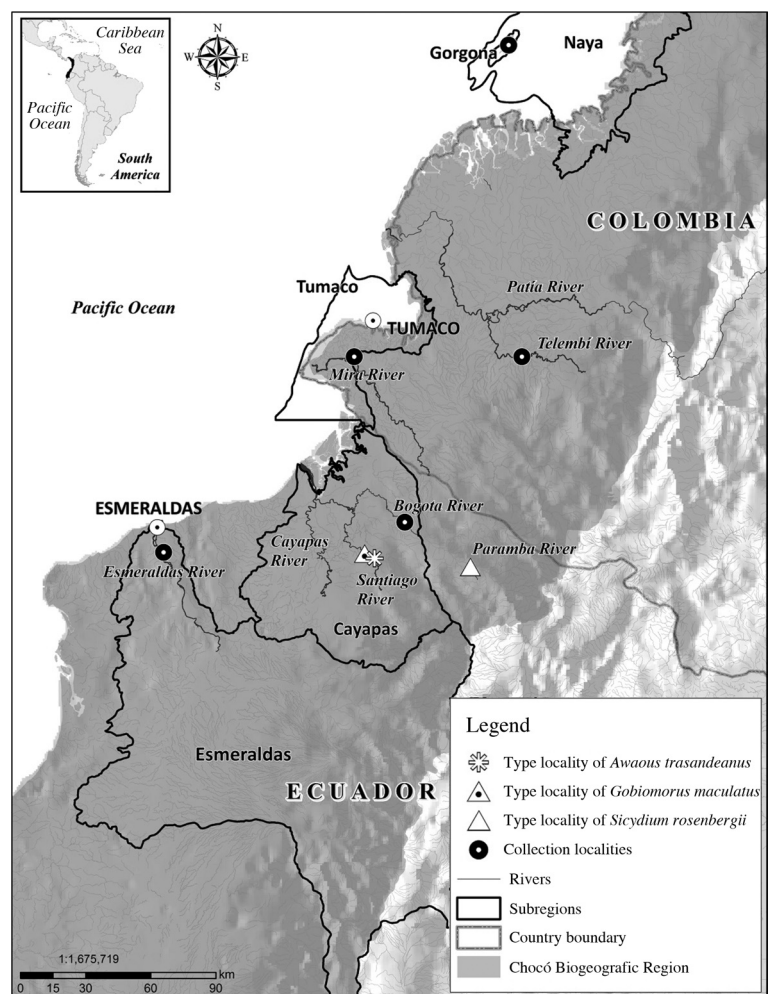 Caribbean
Sea
Pacific
Ocean
South
America
N
W E
S
Gorgona
Naya
COLOMBIA
Tumaco
Pacific Ocean
Patía River
TUMACO
Telembí River
Mira River
ESMERALDAS
Bogota River
Cayapas
River
Esmeraldas River
Paramba River
Santiago
River
Cayapas
Esmeraldas
ECUADOR
Legend
Type locality of Awaous trasandeanus
Type locality of Gobiomorus maculatus
Type locality of Sicydium rosenbergii
Collection localities
Rivers
Subregions
Country boundary
Chocó Biogeografic Region
1:1,675,719
km
0 15 30 60 90